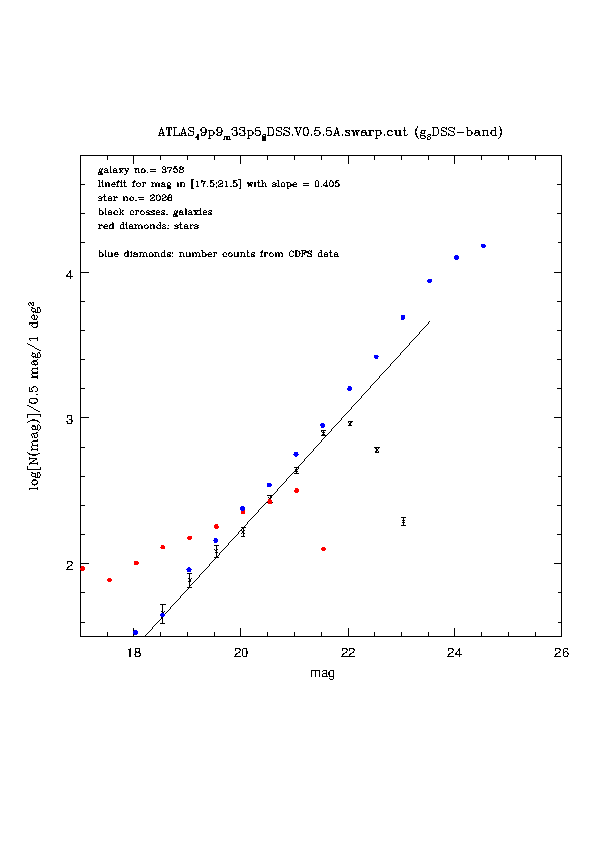 ATLAS49p9m33p5gDSS.V0.5.5A.swarp.cut (gSDSS-band)
galaxy no.= 3758
linefit for mag in [17.5;21.5] with slope = 0.405
star no.= 2026
black crosses: galaxies
red diamonds: stars
blue diamonds: number counts from CDFS data
log[N(mag)]/0.5 mag/1 deg2
4
3
2
18 20 22 24 26
mag